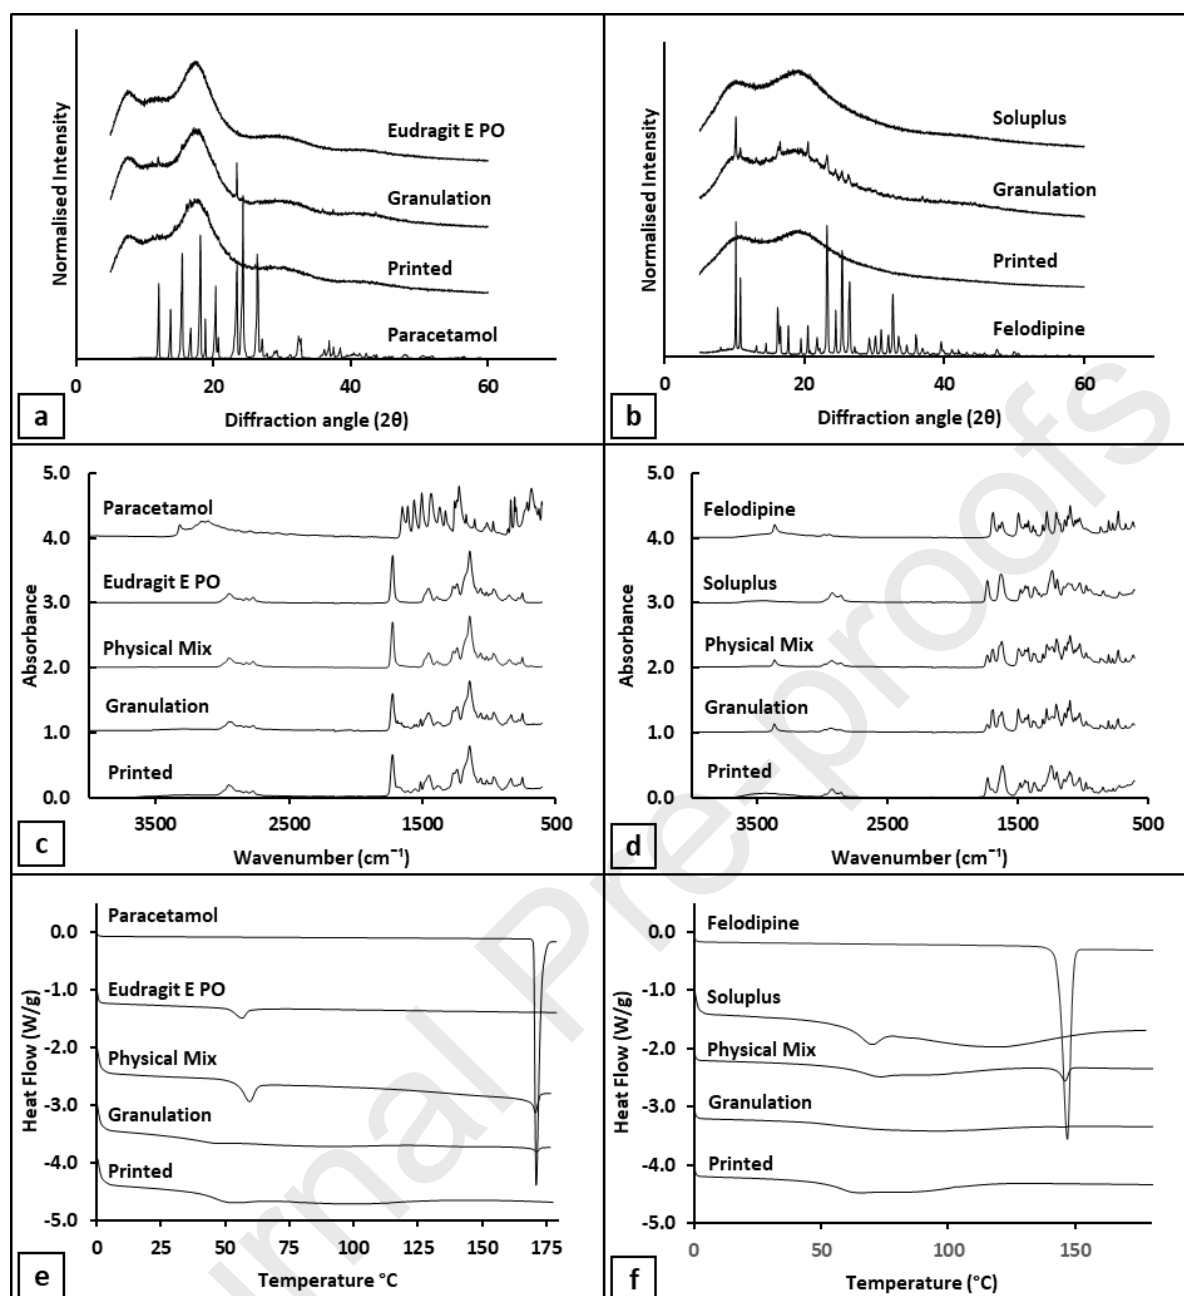 Normalised Intensity
Eudragit E PO
Granulation
Printed
Paracetamol
0
20
40
60
Diffraction angle (2θ)
a
Normalised Intensity
Soluplus
Granulation
Printed
Felodipine
0
20
40
60
Diffraction angle (2θ)
b
5.0
4.0
3.0
2.0
1.0
0.0
Absorbance
Paracetamol
Eudragit E PO
Physical Mix
Granulation
Printed
3500
2500
1500
500
Wavenumber (cm⁻¹)
c
5.0
4.0
3.0
2.0
1.0
0.0
Absorbance
Felodipine
Soluplus
Physical Mix
Granulation
Printed
3500
2500
1500
500
Wavenumber (cm⁻¹)
d
0.0
-1.0
-2.0
-3.0
-4.0
-5.0
Heat Flow (W/g)
Paracetamol
Eudragit E PO
Physical Mix
Granulation
Printed
0
25
50
75
100
125
150
175
Temperature °C
e
0.0
-1.0
-2.0
-3.0
-4.0
-5.0
Heat Flow (W/g)
Felodipine
Soluplus
Physical Mix
Granulation
Printed
0
50
100
150
Temperature (°C)
f
urnal Pre-proofs